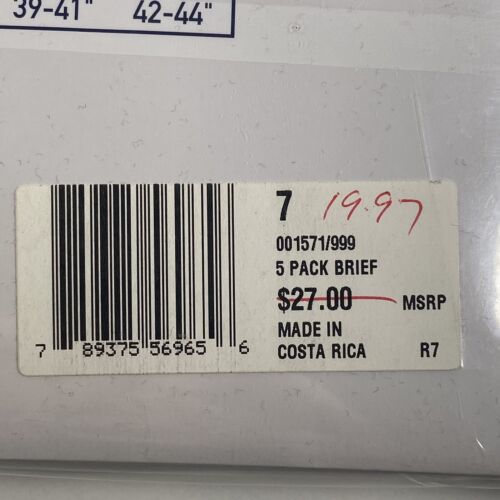 39-41" 42-44"
7 19.97
001571/999
5 PACK BRIEF
$27.00 MSRP
MADE IN
COSTA RICA R7
7 89375 56965 6